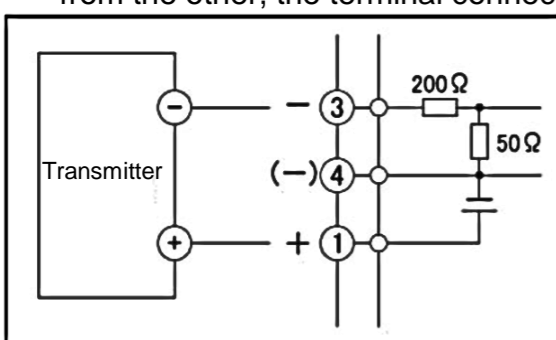 from the other, the terminal connec
200Ω
− − 3
50Ω
Transmitter
(−) 4
+ + 1